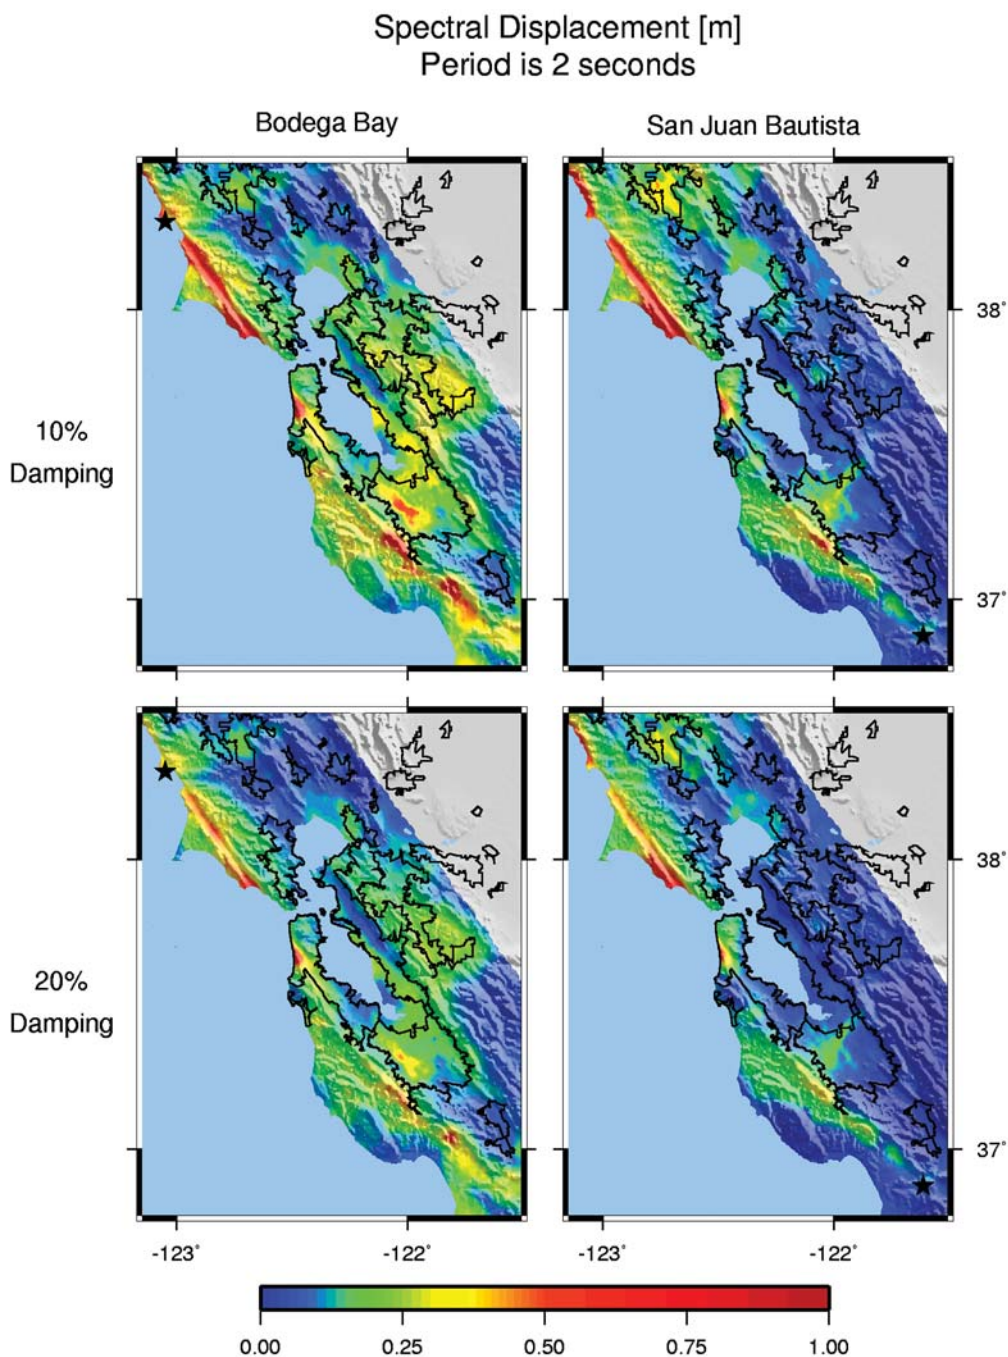 Spectral Displacement [m]
Period is 2 seconds
Bodega Bay
San Juan Bautista
10%
Damping
38°
37°
20%
Damping
38°
37°
-123°
-122°
-123°
-122°
0.00
0.25
0.50
0.75
1.00